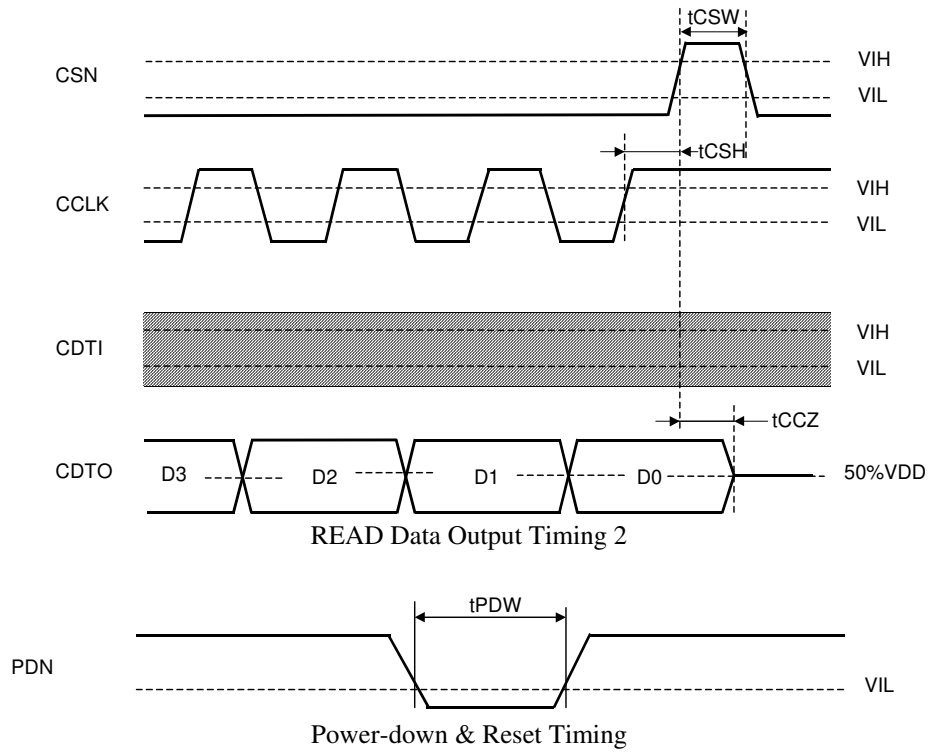 tCSW
CSN
VIH
VIL
tCSH
CCLK
VIH
VIL
CDTI
VIH
VIL
tCCZ
CDTO
D3
D2
D1
D0
50%VDD
READ Data Output Timing 2
tPDW
PDN
VIL
Power-down & Reset Timing